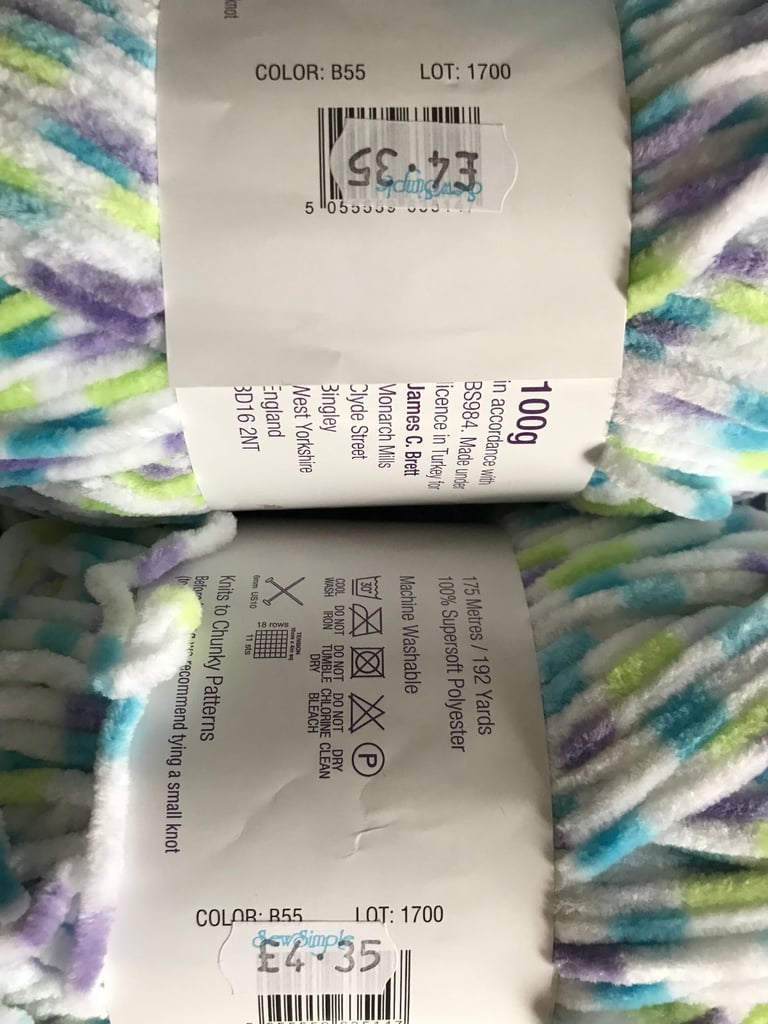 knot
COLOR: B55 LOT: 1700
£4.35
SewSimple
5 055559
100g
in accordance with
BS984. Made under
licence in Turkey for
James C. Brett
Monarch Mills
Clyde Street
Bingley
West Yorkshire
England
BD16 2NT
175 Metres / 192 Yards
100% Supersoft Polyester
Machine Washable
30°
P
COOL WASH
DO NOT IRON
DO NOT TUMBLE DRY
DO NOT CHLORINE BLEACH
DRY CLEAN
6mm US10
TENSION
18 rows
11 sts
Knits to Chunky Patterns
recommend tying a small knot
COLOR: B55 LOT: 1700
SewSimple
£4.35